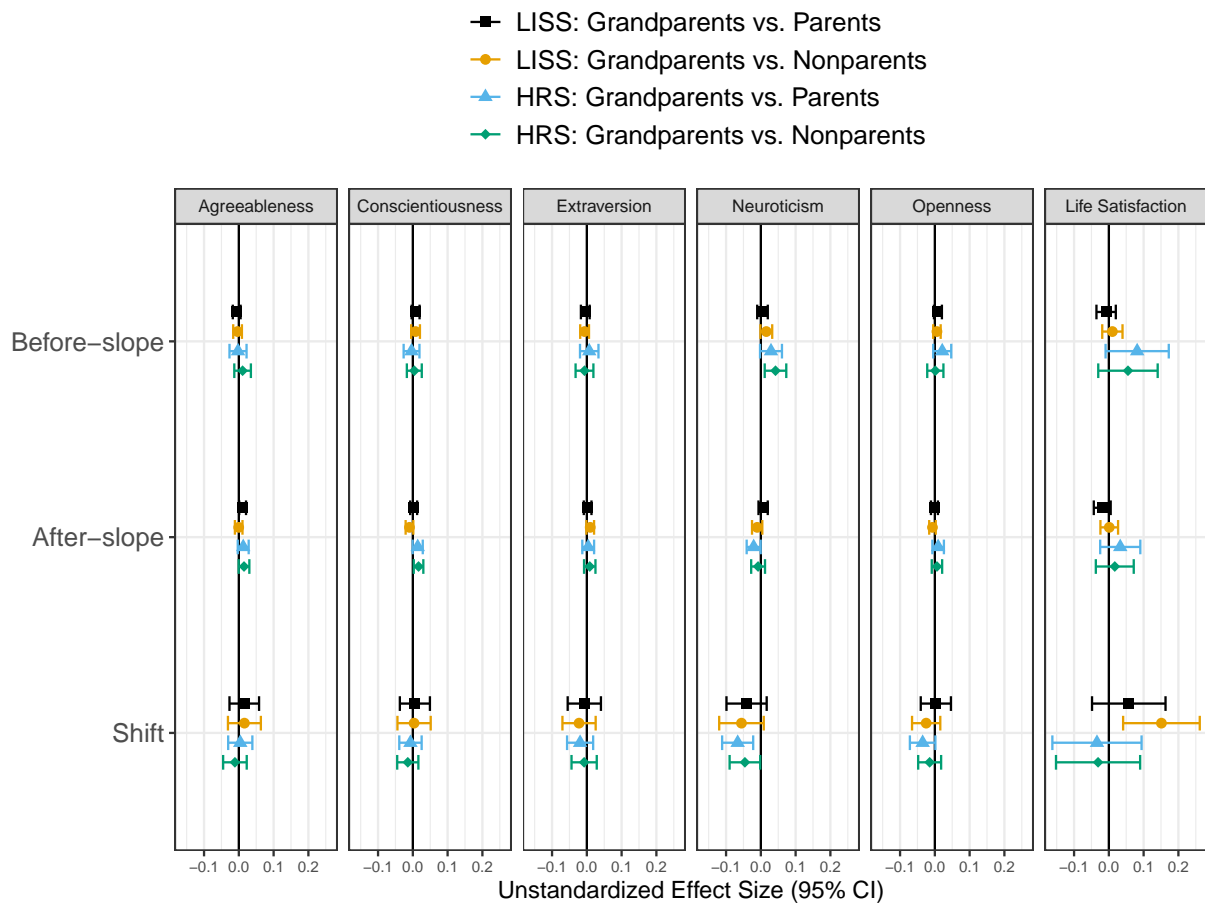 LISS: Grandparents vs. Parents
LISS: Grandparents vs. Nonparents
HRS: Grandparents vs. Parents
HRS: Grandparents vs. Nonparents
Agreeableness Conscientiousness Extraversion Neuroticism Openness Life Satisfaction
Before−slope
After−slope
Shift
−0.1 0.0 0.1 0.2 −0.1 0.0 0.1 0.2 −0.1 0.0 0.1 0.2 −0.1 0.0 0.1 0.2 −0.1 0.0 0.1 0.2 −0.1 0.0 0.1 0.2
Unstandardized Effect Size (95% CI)